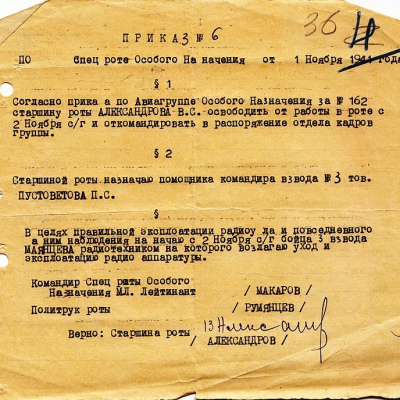 36
ПРИКАЗ № 6
ПО Спец роте Особого На начения от 1 Ноября 1941 года
§ 1
Согласно прика а по Авиагруппе Особого Назначения за № 162
старшину роты АЛЕКСАНДРОВА В.С. освободить от работы в роте с
2 Ноября с/г и откомандировать в распоряжение отдела кадров
группы.
§ 2
Старшиной роты назначаю помощника командира взвода № 3 тов.
ПУСТОВЕТОВА П.С.
§
В целях правильной эксплоатации радиоу ла и повседневного
а ним наблюдения на начаю с 2 Ноября с/г бойца 3 взвода
МАЯНЦЕВА радиотехником на которого возлагаю уход и
эксплоатацию радио аппаратуры.
Командир Спец роты Особого
Назначения МЛ. Лейтинант / МАКАРОВ /
Политрук роты / РУМЯНЦЕВ /
Верно: Старшина роты
/ АЛЕКСАНДРОВ /